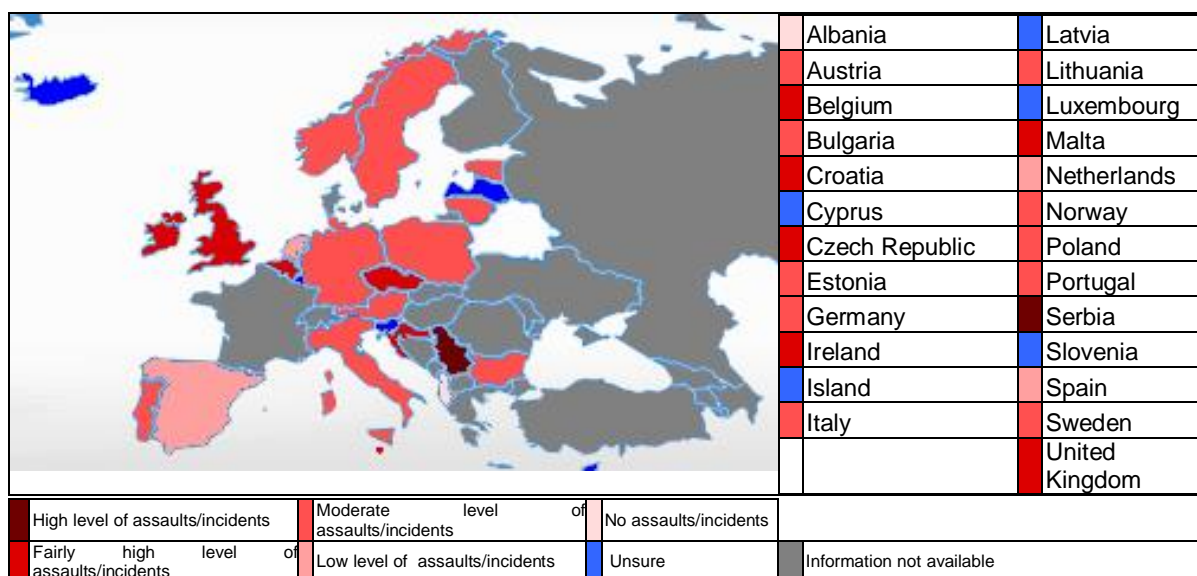 Albania
Latvia
Austria
Lithuania
Belgium
Luxembourg
Bulgaria
Malta
Croatia
Netherlands
Cyprus
Norway
Czech Republic
Poland
Estonia
Portugal
Germany
Serbia
Ireland
Slovenia
Island
Spain
Italy
Sweden
United
Kingdom
High level of assaults/incidents
Moderate level of
assaults/incidents
No assaults/incidents
Fairly high level of
assaults/incidents
Low level of assaults/incidents
Unsure
Information not available